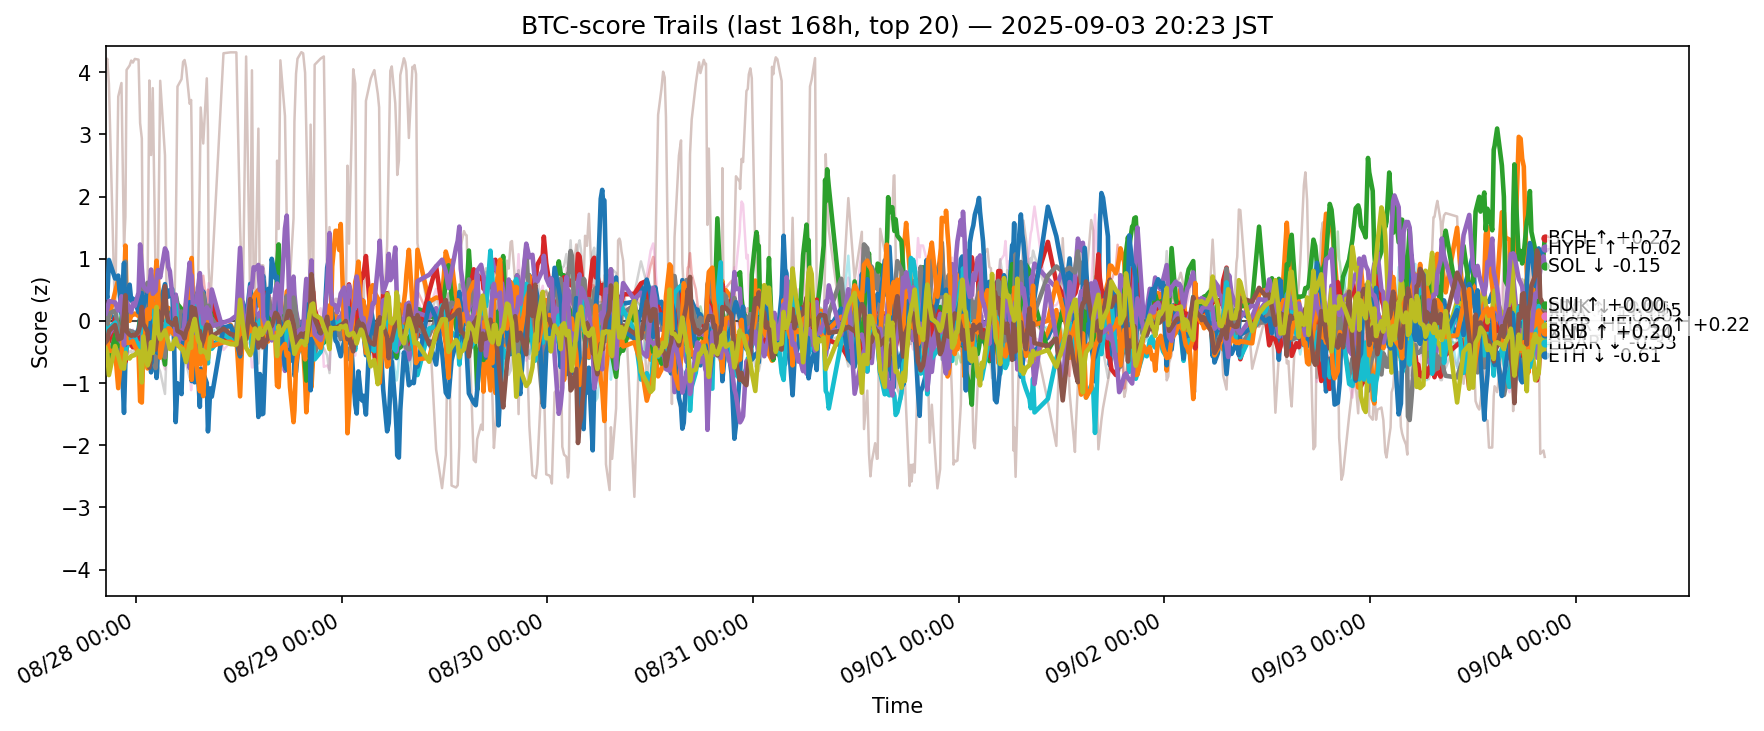 BTC-score Trails (last 168h, top 20) — 2025-09-03 20:23 JST
Score (z)
4
3
2
1
0
−1
−2
−3
−4
BCH ↑ +0.27
HYPE ↑ +0.02
SOL ↓ -0.15
SUI ↑ +0.00
↑ +0.22
BNB ↑ +0.20
ETH ↓ -0.61
08/28 00:00
08/29 00:00
08/30 00:00
08/31 00:00
09/01 00:00
09/02 00:00
09/03 00:00
09/04 00:00
Time